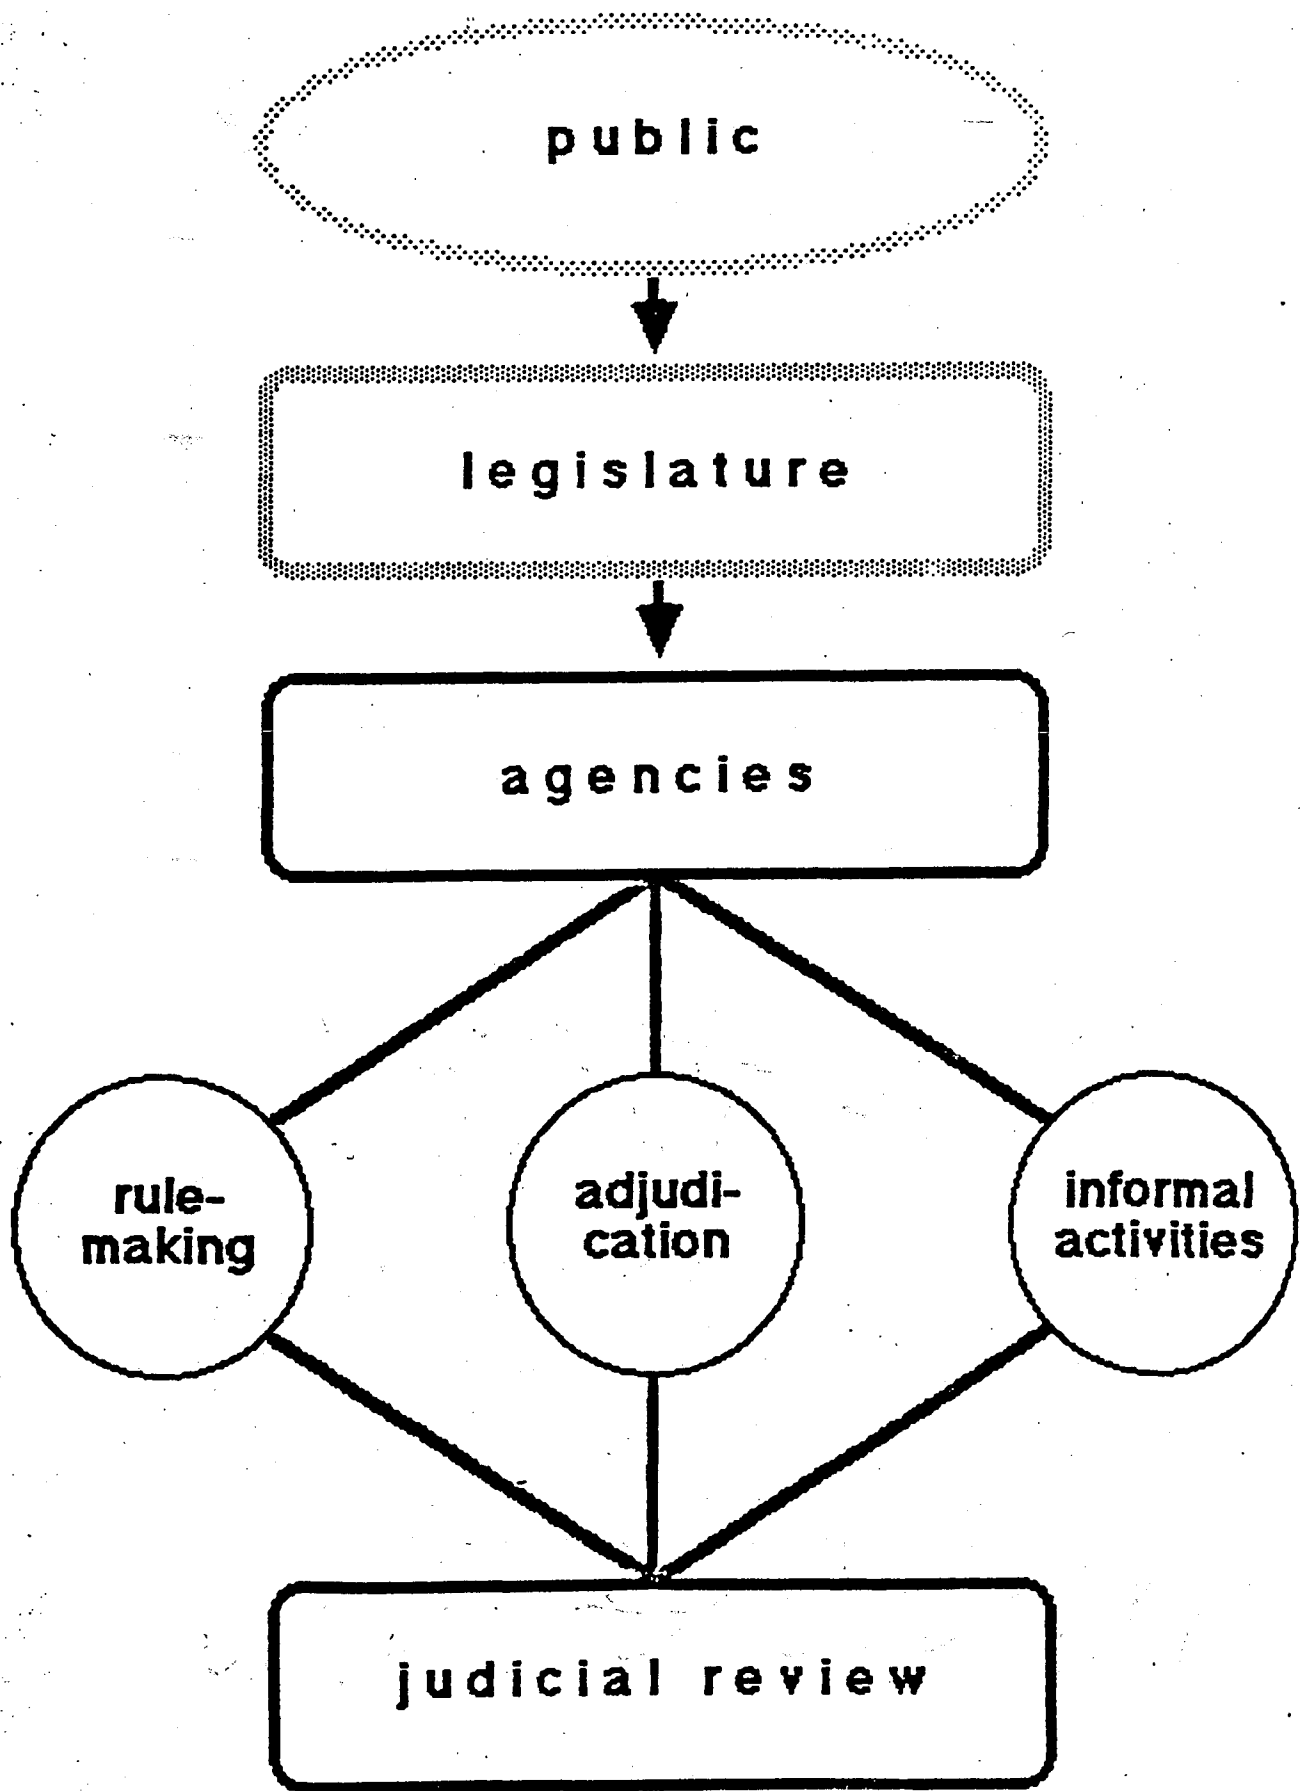 public
legislature
agencies
rule-
making
adjudi-
cation
informal
activities
judicial review